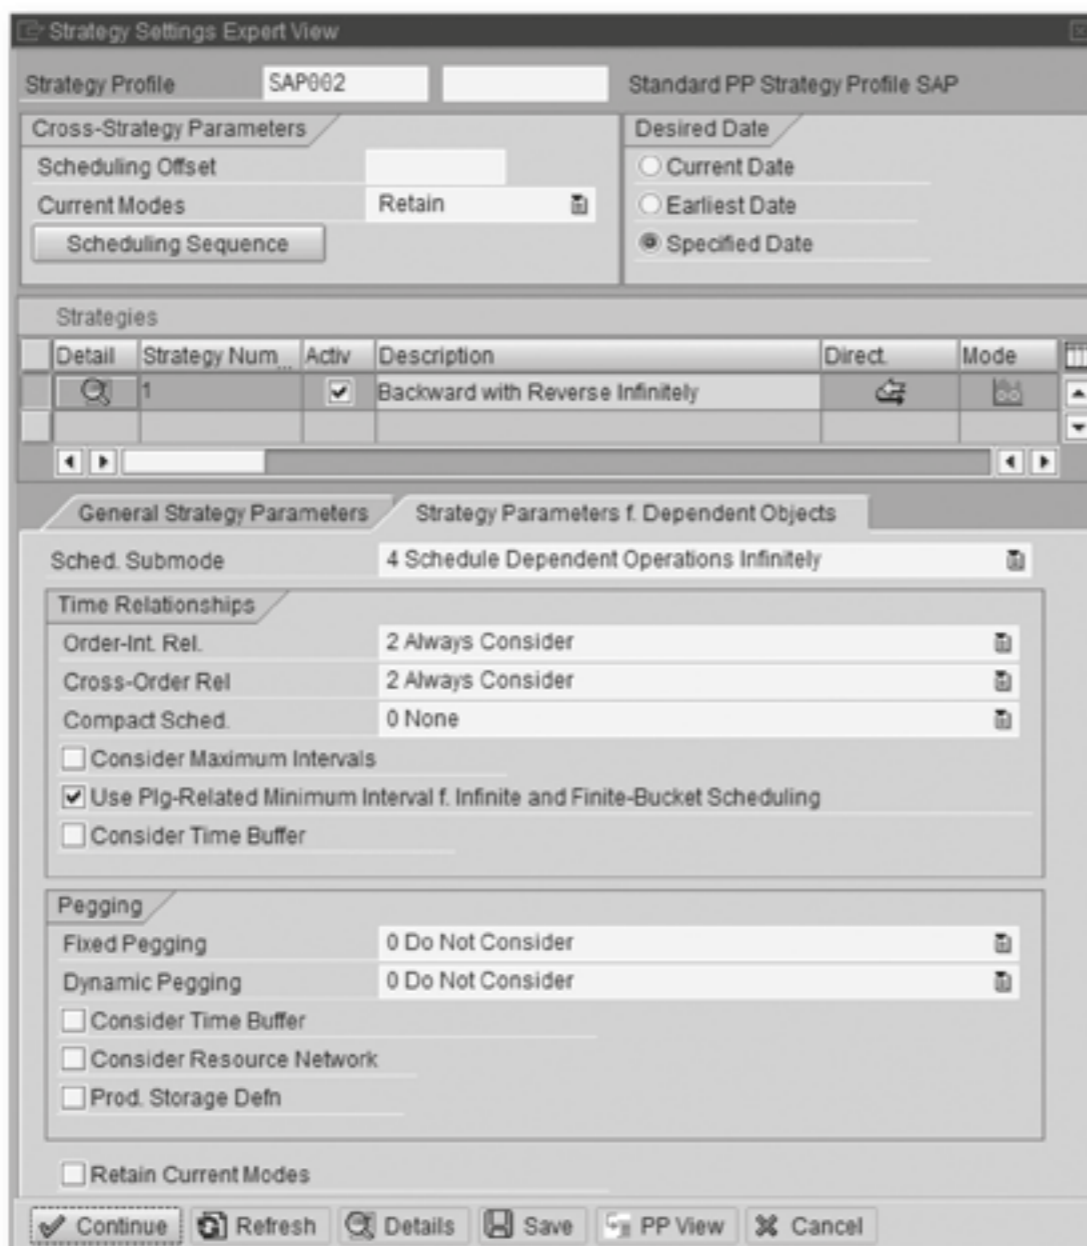 Strategy Settings Expert View
Strategy Profile SAP002 Standard PP Strategy Profile SAP
Cross-Strategy Parameters
Scheduling Offset
Current Modes Retain
Scheduling Sequence
Desired Date
Current Date
Earliest Date
Specified Date
Strategies
Detail Strategy Num... Activ Description Direct. Mode
1 Backward with Reverse Infinitely
General Strategy Parameters Strategy Parameters f. Dependent Objects
Sched. Submode 4 Schedule Dependent Operations Infinitely
Time Relationships
Order-Int. Rel. 2 Always Consider
Cross-Order Rel 2 Always Consider
Compact Sched. 0 None
Consider Maximum Intervals
Use Plg-Related Minimum Interval f. Infinite and Finite-Bucket Scheduling
Consider Time Buffer
Pegging
Fixed Pegging 0 Do Not Consider
Dynamic Pegging 0 Do Not Consider
Consider Time Buffer
Consider Resource Network
Prod. Storage Defn
Retain Current Modes
Continue Refresh Details Save PP View Cancel